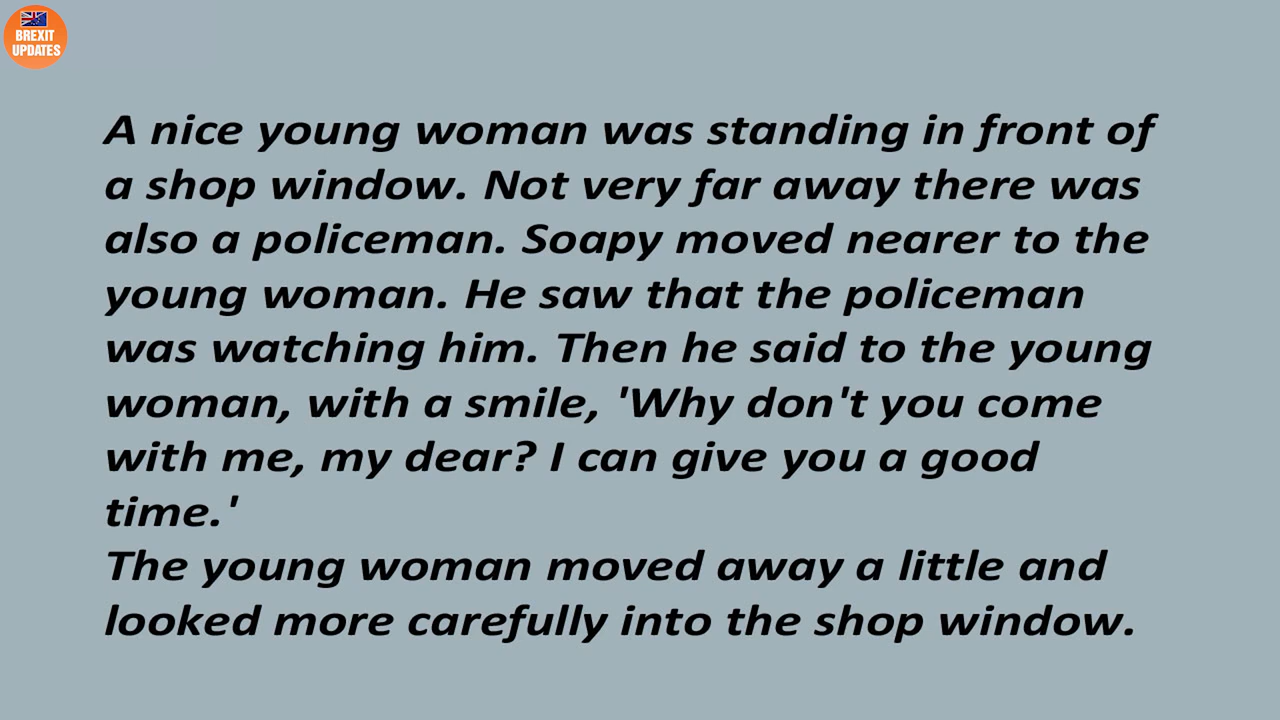 BREXIT
UPDATES
A nice young woman was standing in front of
a shop window. Not very far away there was
also a policeman. Soapy moved nearer to the
young woman. He saw that the policeman
was watching him. Then he said to the young
woman, with a smile, 'Why don't you come
with me, my dear? I can give you a good
time.'
The young woman moved away a little and
looked more carefully into the shop window.